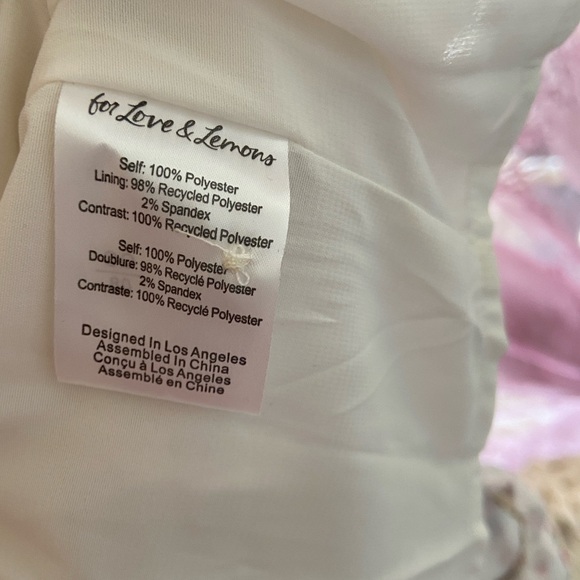 for Love & Lemons
Self: 100% Polyester
Lining: 98% Recycled Polyester
2% Spandex
Contrast: 100% Recycled Polyester
Self: 100% Polyester
Doublure: 98% Recyclé Polyester
2% Spandex
Contraste: 100% Recyclé Polyester
Designed In Los Angeles
Assembled In China
Conçu à Los Angeles
Assemblé en Chine